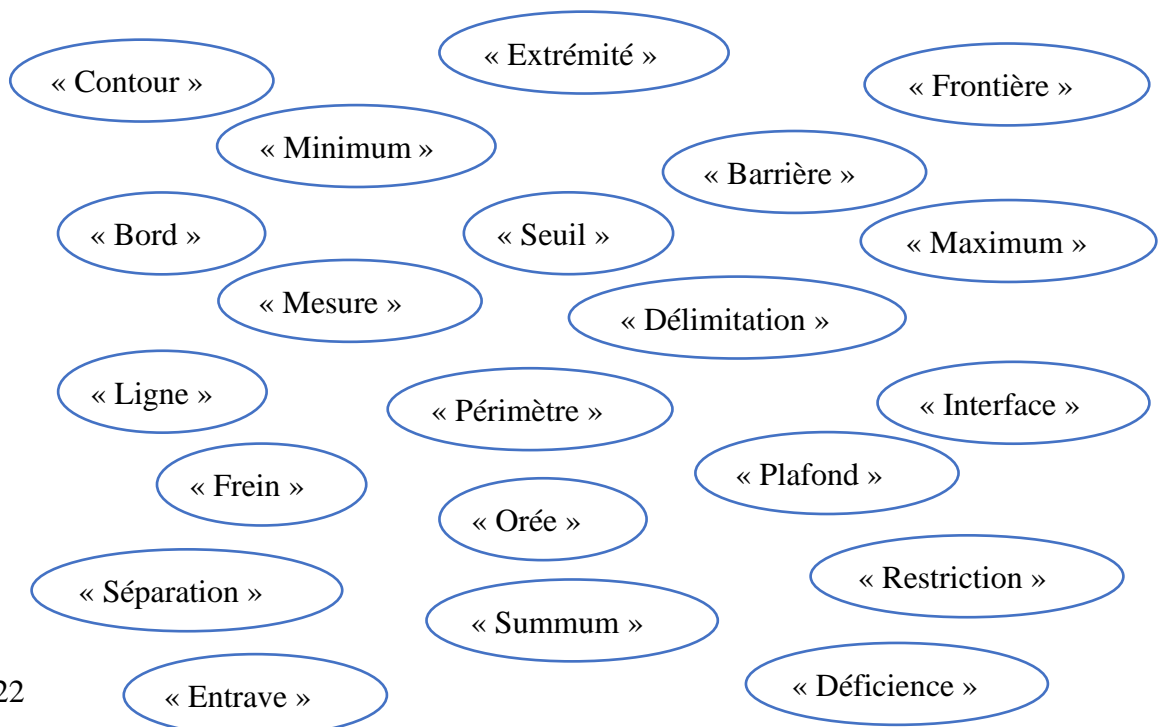 « Extrémité »
« Contour »
« Frontière »
« Minimum »
« Barrière »
« Bord »
« Seuil »
« Maximum »
« Mesure »
« Délimitation »
« Ligne »
« Périmètre »
« Interface »
« Plafond »
« Frein »
« Orée »
« Restriction »
« Séparation »
« Summum »
« Déficience »
22
« Entrave »